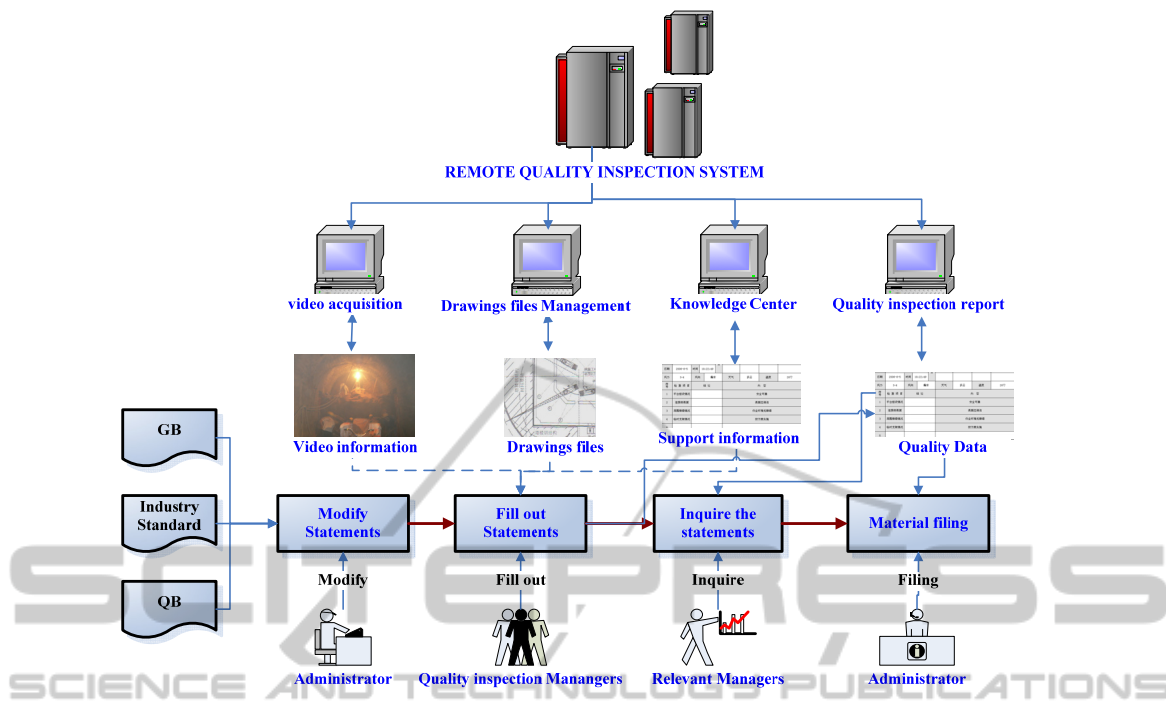 REMOTE QUALITY INSPECTION SYSTEM
video acquisition
Drawings files Management
Knowledge Center
Quality inspection report
Video information
Drawings files
Support information
Quality Data
GB
Industry
Standard
QB
Modify
Statements
Fill out
Statements
Inquire the
statements
Material filing
Modify
Fill out
Inquire
Filing
Administrator
Quality inspection Manangers
Relevant Managers
Administrator
SCITEPRESS
SCIENCE AND TECHNOLOGY PUBLICATIONS